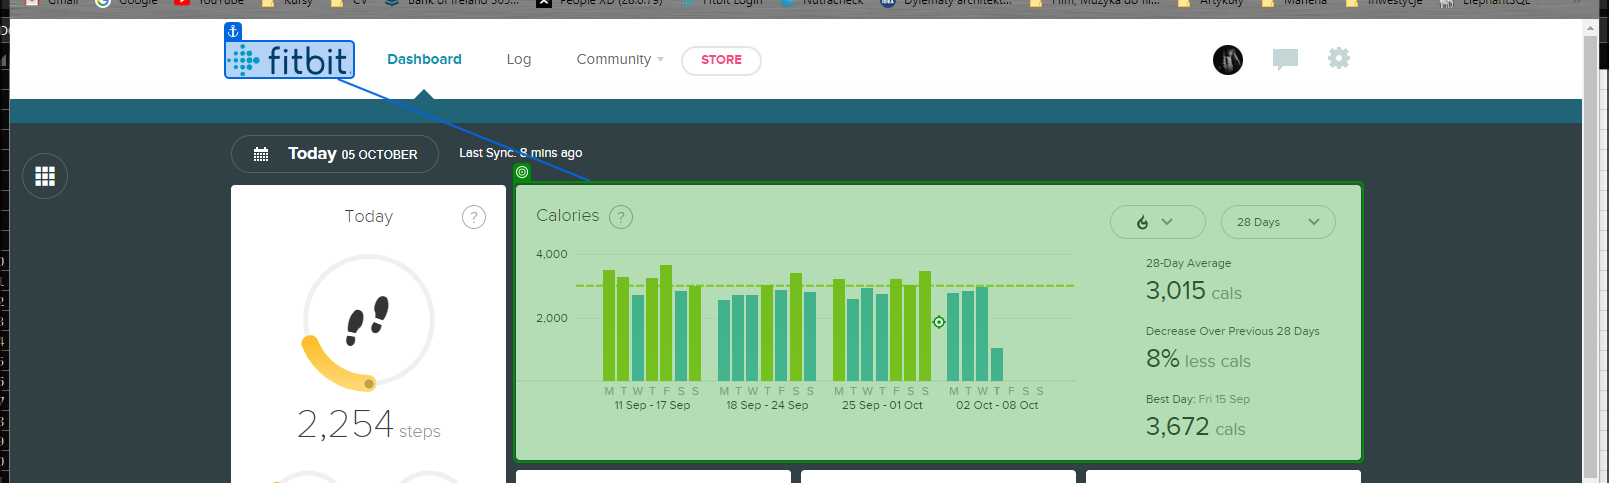 Gmail Google YouTube Kursy CV Bank of Ireland 365... People XD (28.0.79) Fitbit Login Nutracheck Dylematy architekt... Film, Muzyka do fil... Artykuły Mariena Inwestycje ElephantSQL »
fitbit Dashboard Log Community STORE
Today 05 OCTOBER Last Sync: 8 mins ago
Today ?
2,254 steps
Calories ? 28 Days
4,000
2,000
M T W T F S S M T W T F S S M T W T F S S M T W T F S S
11 Sep - 17 Sep 18 Sep - 24 Sep 25 Sep - 01 Oct 02 Oct - 08 Oct
28-Day Average
3,015 cals
Decrease Over Previous 28 Days
8% less cals
Best Day: Fri 15 Sep
3,672 cals